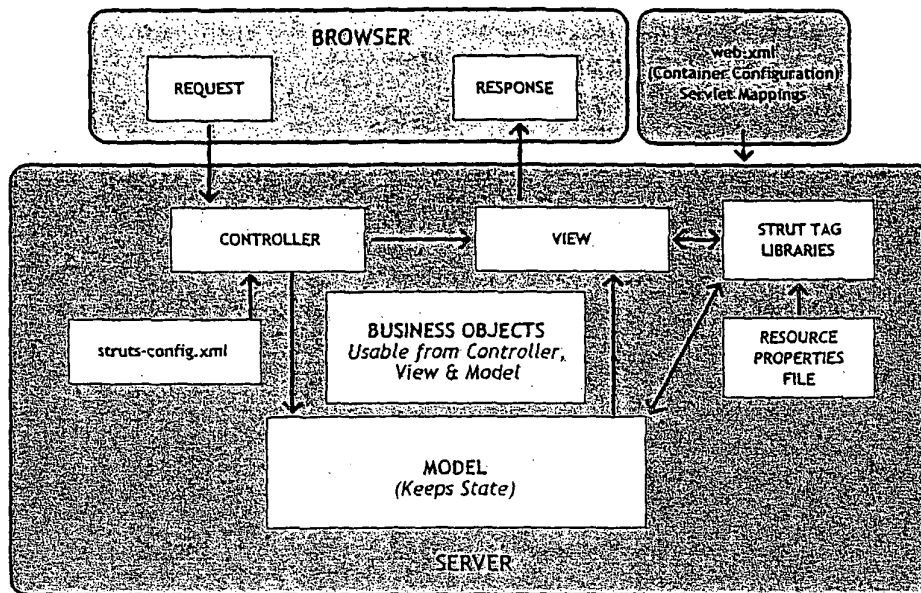 BROWSER
REQUEST
RESPONSE
web.xml
(Container Configuration)
Servlet Mappings
CONTROLLER
VIEW
STRUT TAG
LIBRARIES
struts-config.xml
BUSINESS OBJECTS
Usable from Controller,
View & Model
RESOURCE
PROPERTIES
FILE
MODEL
(Keeps State)
SERVER